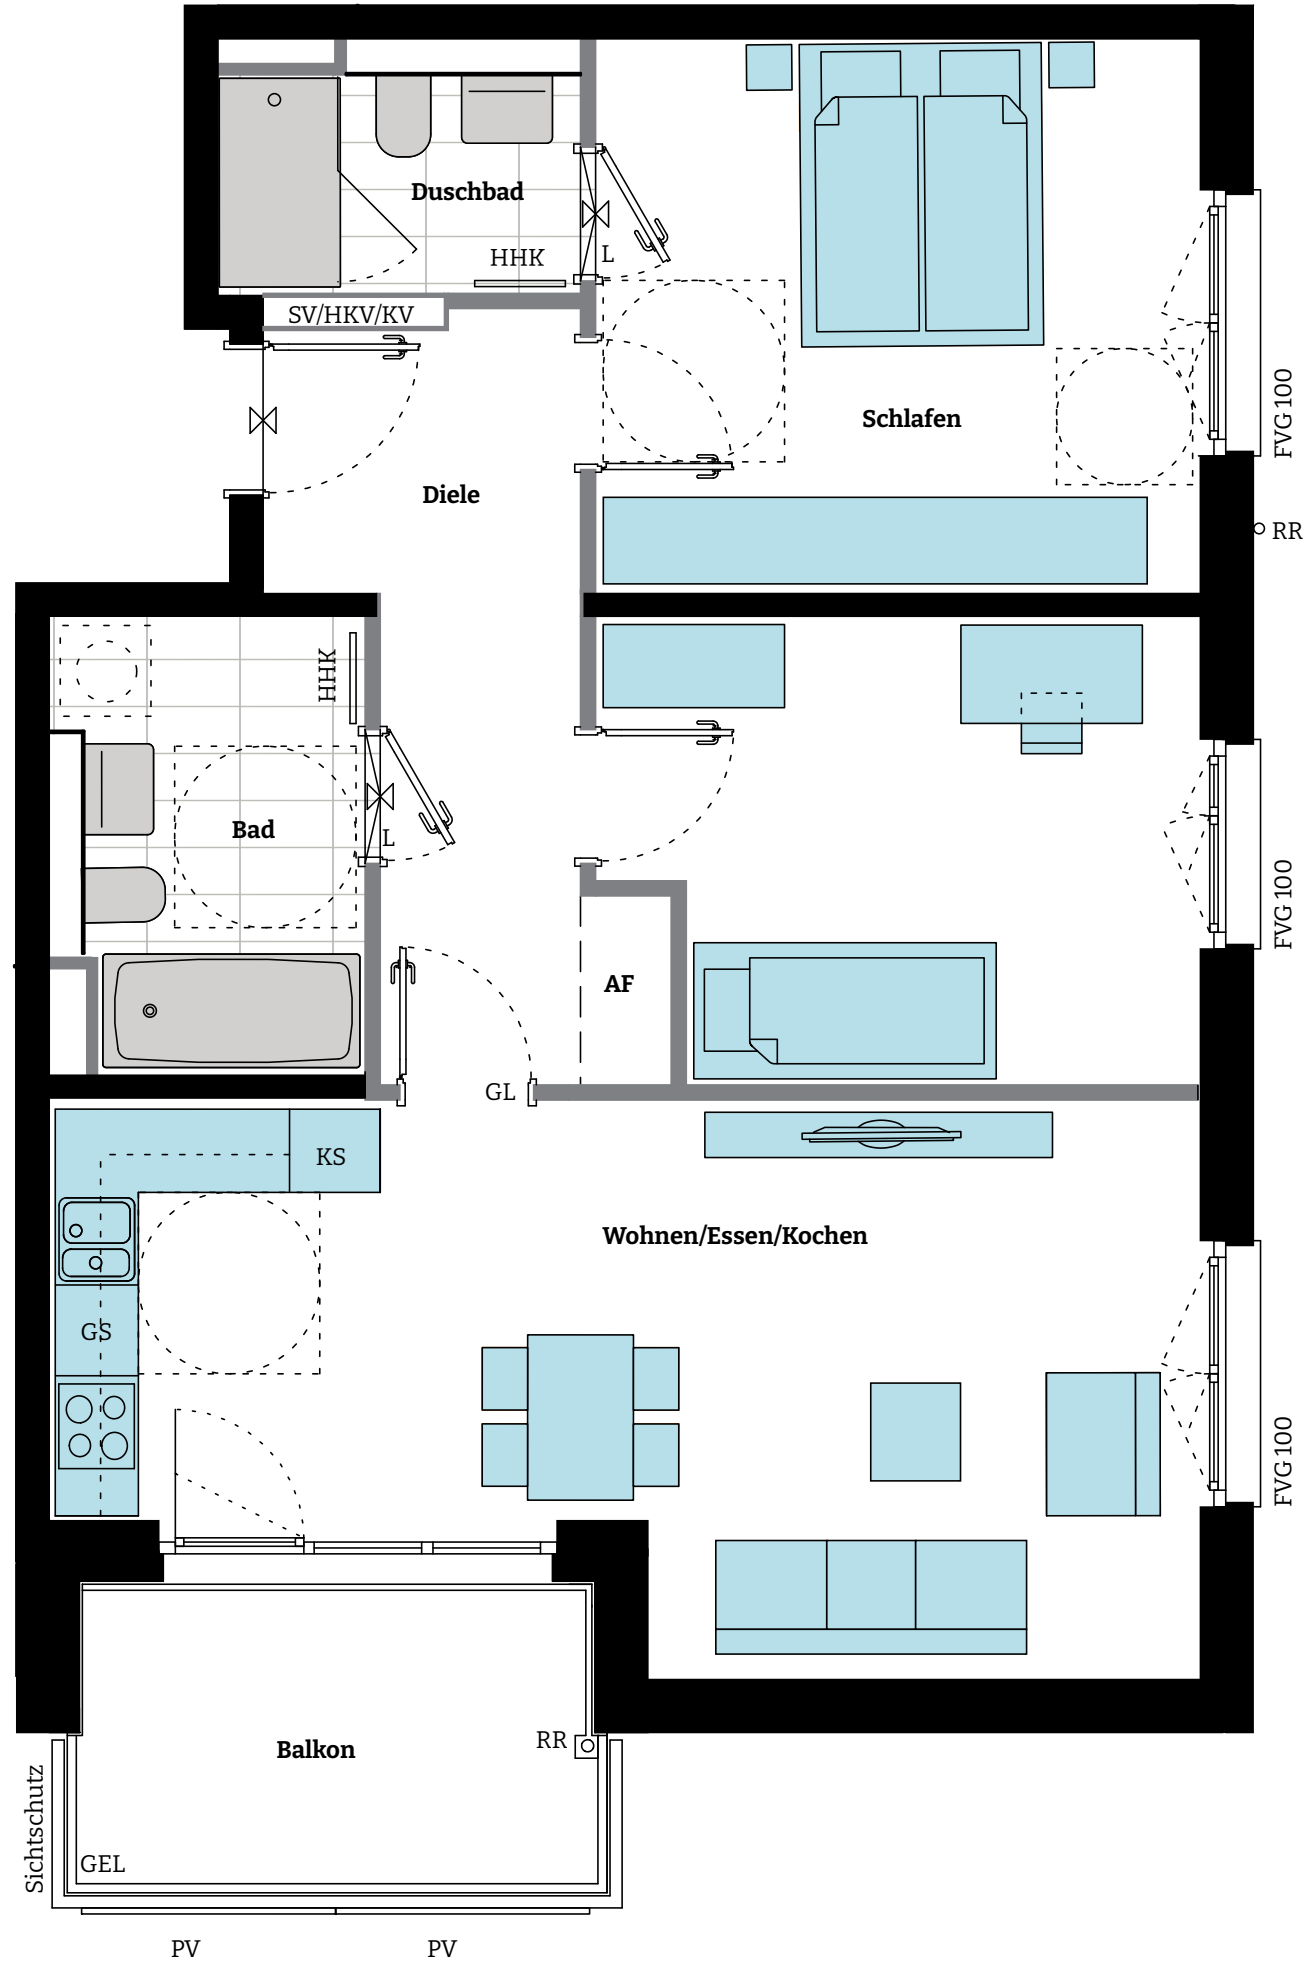 Duschbad
HHK
L
SV/HKV/KV
Schlafen
FVG 100
Diele
RR
HHK
Bad
L
FVG 100
AF
GL
KS
Wohnen/Essen/Kochen
GS
FVG 100
Balkon
RR
Sichtschutz
GEL
PV PV